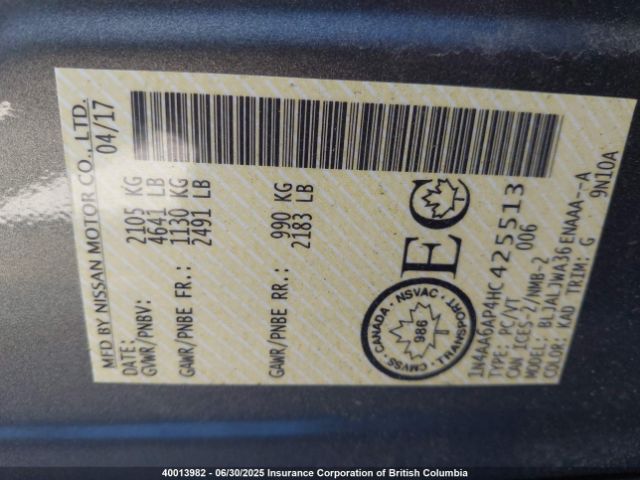 MFD BY NISSAN MOTOR CO., LTD.
DATE: 04/17
GVWR/PNBV: 2105 KG
4641 LB
GAWR/PNBE FR.: 1130 KG
2491 LB
GAWR/PNBE RR.: 990 KG
2183 LB
EC
CANADA · NSVAC · TRANSPORT · CMVSS
986
1N4AA6AP4HC425513
TYPE: PC/VT 006
CAN ICES-2/NMB-2
MODEL: BLJALJWA36ENAAA--A
COLOR: KAD TRIM: G 9N10A
40013982 — 06/30/2025 Insurance Corporation of British Columbia